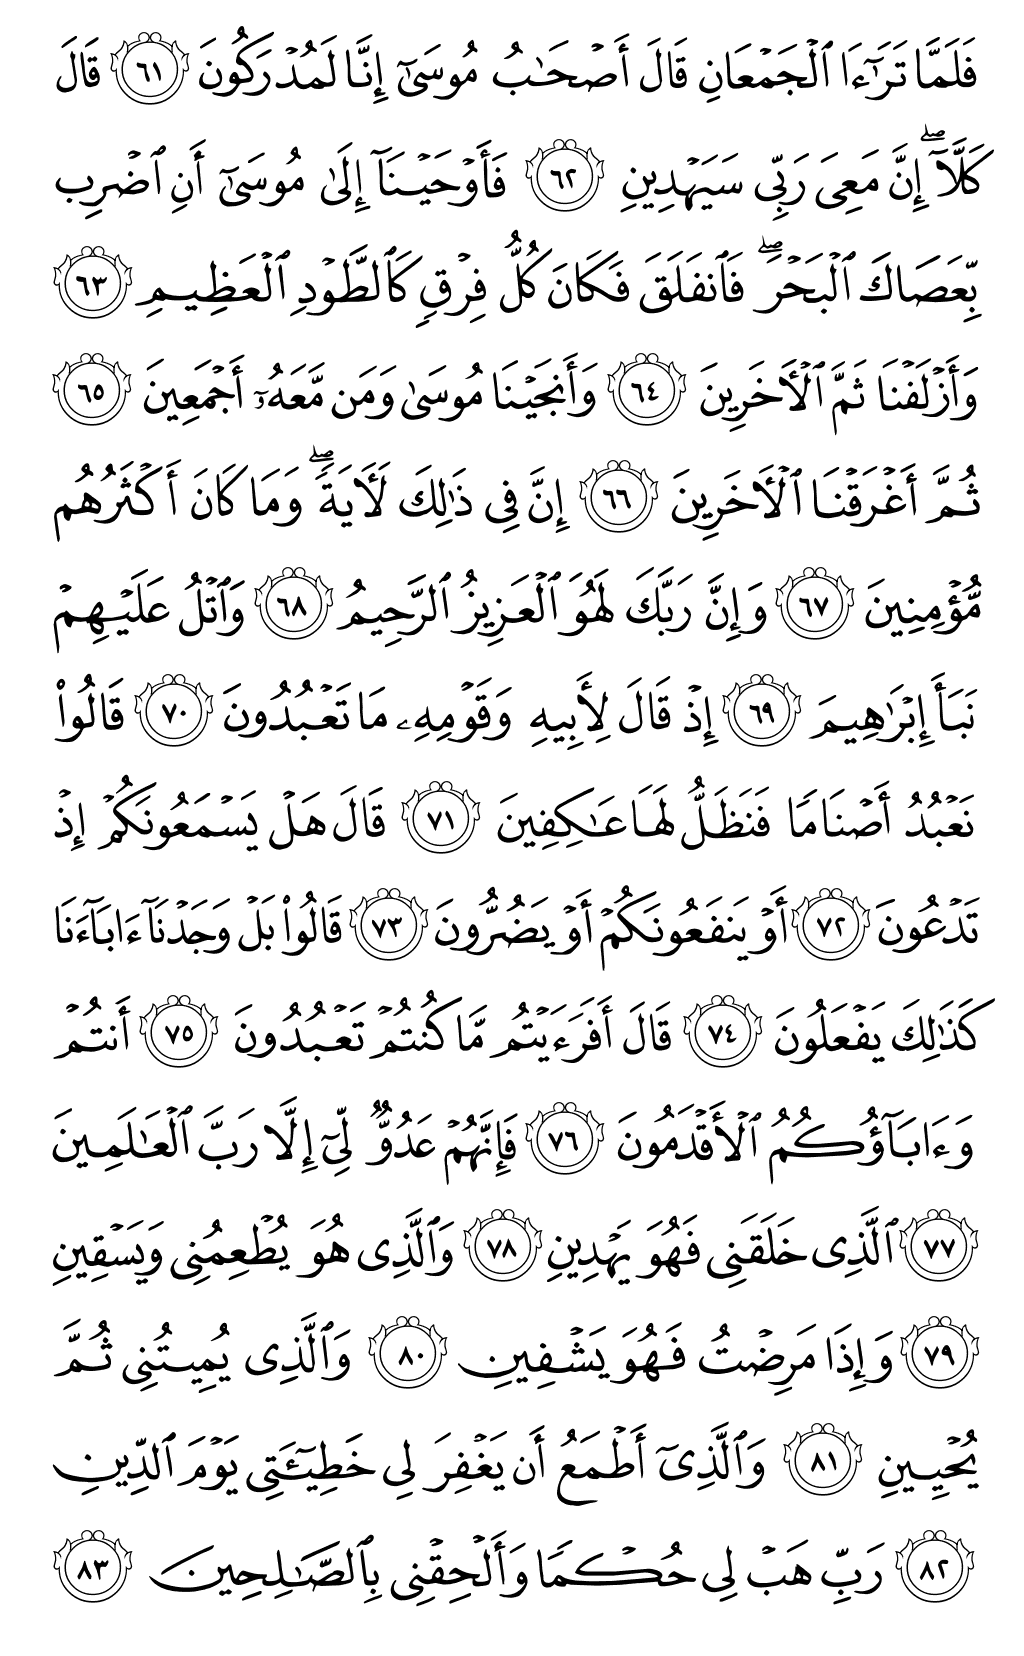 فَلَمَّا تَرَٰٓءَا ٱلۡجَمۡعَانِ قَالَ أَصۡحَٰبُ مُوسَىٰٓ إِنَّا لَمُدۡرَكُونَ ٦١ قَالَ
كَلَّآۖ إِنَّ مَعِيَ رَبِّي سَيَهۡدِينِ ٦٢ فَأَوۡحَيۡنَآ إِلَىٰ مُوسَىٰٓ أَنِ ٱضۡرِب
بِّعَصَاكَ ٱلۡبَحۡرَۖ فَٱنفَلَقَ فَكَانَ كُلُّ فِرۡقٖ كَٱلطَّوۡدِ ٱلۡعَظِيمِ ٦٣
وَأَزۡلَفۡنَا ثَمَّ ٱلۡأٓخَرِينَ ٦٤ وَأَنجَيۡنَا مُوسَىٰ وَمَن مَّعَهُۥٓ أَجۡمَعِينَ ٦٥
ثُمَّ أَغۡرَقۡنَا ٱلۡأٓخَرِينَ ٦٦ إِنَّ فِي ذَٰلِكَ لَأٓيَةٗۖ وَمَا كَانَ أَكۡثَرُهُم
مُّؤۡمِنِينَ ٦٧ وَإِنَّ رَبَّكَ لَهُوَ ٱلۡعَزِيزُ ٱلرَّحِيمُ ٦٨ وَٱتۡلُ عَلَيۡهِمۡ
نَبَأَ إِبۡرَٰهِيمَ ٦٩ إِذۡ قَالَ لِأَبِيهِ وَقَوۡمِهِۦ مَا تَعۡبُدُونَ ٧٠ قَالُواْ
نَعۡبُدُ أَصۡنَامٗا فَنَظَلُّ لَهَا عَٰكِفِينَ ٧١ قَالَ هَلۡ يَسۡمَعُونَكُمۡ إِذۡ
تَدۡعُونَ ٧٢ أَوۡ يَنفَعُونَكُمۡ أَوۡ يَضُرُّونَ ٧٣ قَالُواْ بَلۡ وَجَدۡنَآ ءَابَآءَنَا
كَذَٰلِكَ يَفۡعَلُونَ ٧٤ قَالَ أَفَرَءَيۡتُم مَّا كُنتُمۡ تَعۡبُدُونَ ٧٥ أَنتُمۡ
وَءَابَآؤُكُمُ ٱلۡأَقۡدَمُونَ ٧٦ فَإِنَّهُمۡ عَدُوّٞ لِّيٓ إِلَّا رَبَّ ٱلۡعَٰلَمِينَ
٧٧ ٱلَّذِي خَلَقَنِي فَهُوَ يَهۡدِينِ ٧٨ وَٱلَّذِي هُوَ يُطۡعِمُنِي وَيَسۡقِينِ
٧٩ وَإِذَا مَرِضۡتُ فَهُوَ يَشۡفِينِ ٨٠ وَٱلَّذِي يُمِيتُنِي ثُمَّ
يُحۡيِينِ ٨١ وَٱلَّذِيٓ أَطۡمَعُ أَن يَغۡفِرَ لِي خَطِيٓـَٔتِي يَوۡمَ ٱلدِّينِ
٨٢ رَبِّ هَبۡ لِي حُكۡمٗا وَأَلۡحِقۡنِي بِٱلصَّٰلِحِينَ ٨٣